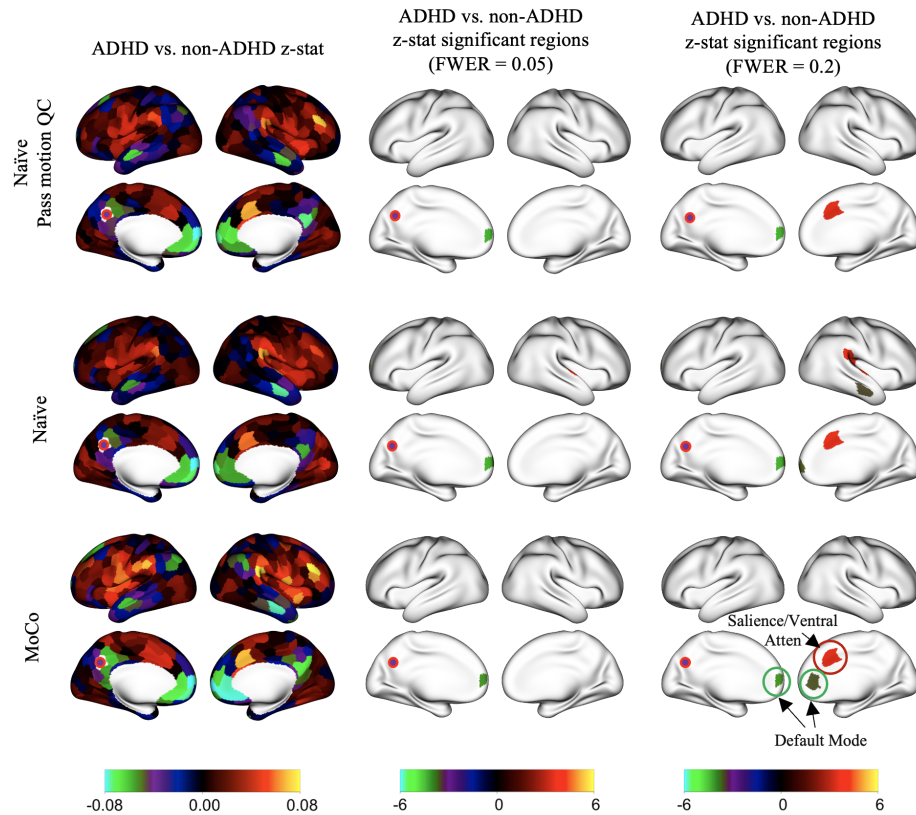 ADHD vs. non-ADHD z-stat
ADHD vs. non-ADHD
z-stat significant regions
(FWER = 0.05)
ADHD vs. non-ADHD
z-stat significant regions
(FWER = 0.2)
Naïve
Pass motion QC
Naïve
MoCo
Salience/Ventral
Atten
Default Mode
-0.08 0.00 0.08
-6 0 6
-6 0 6